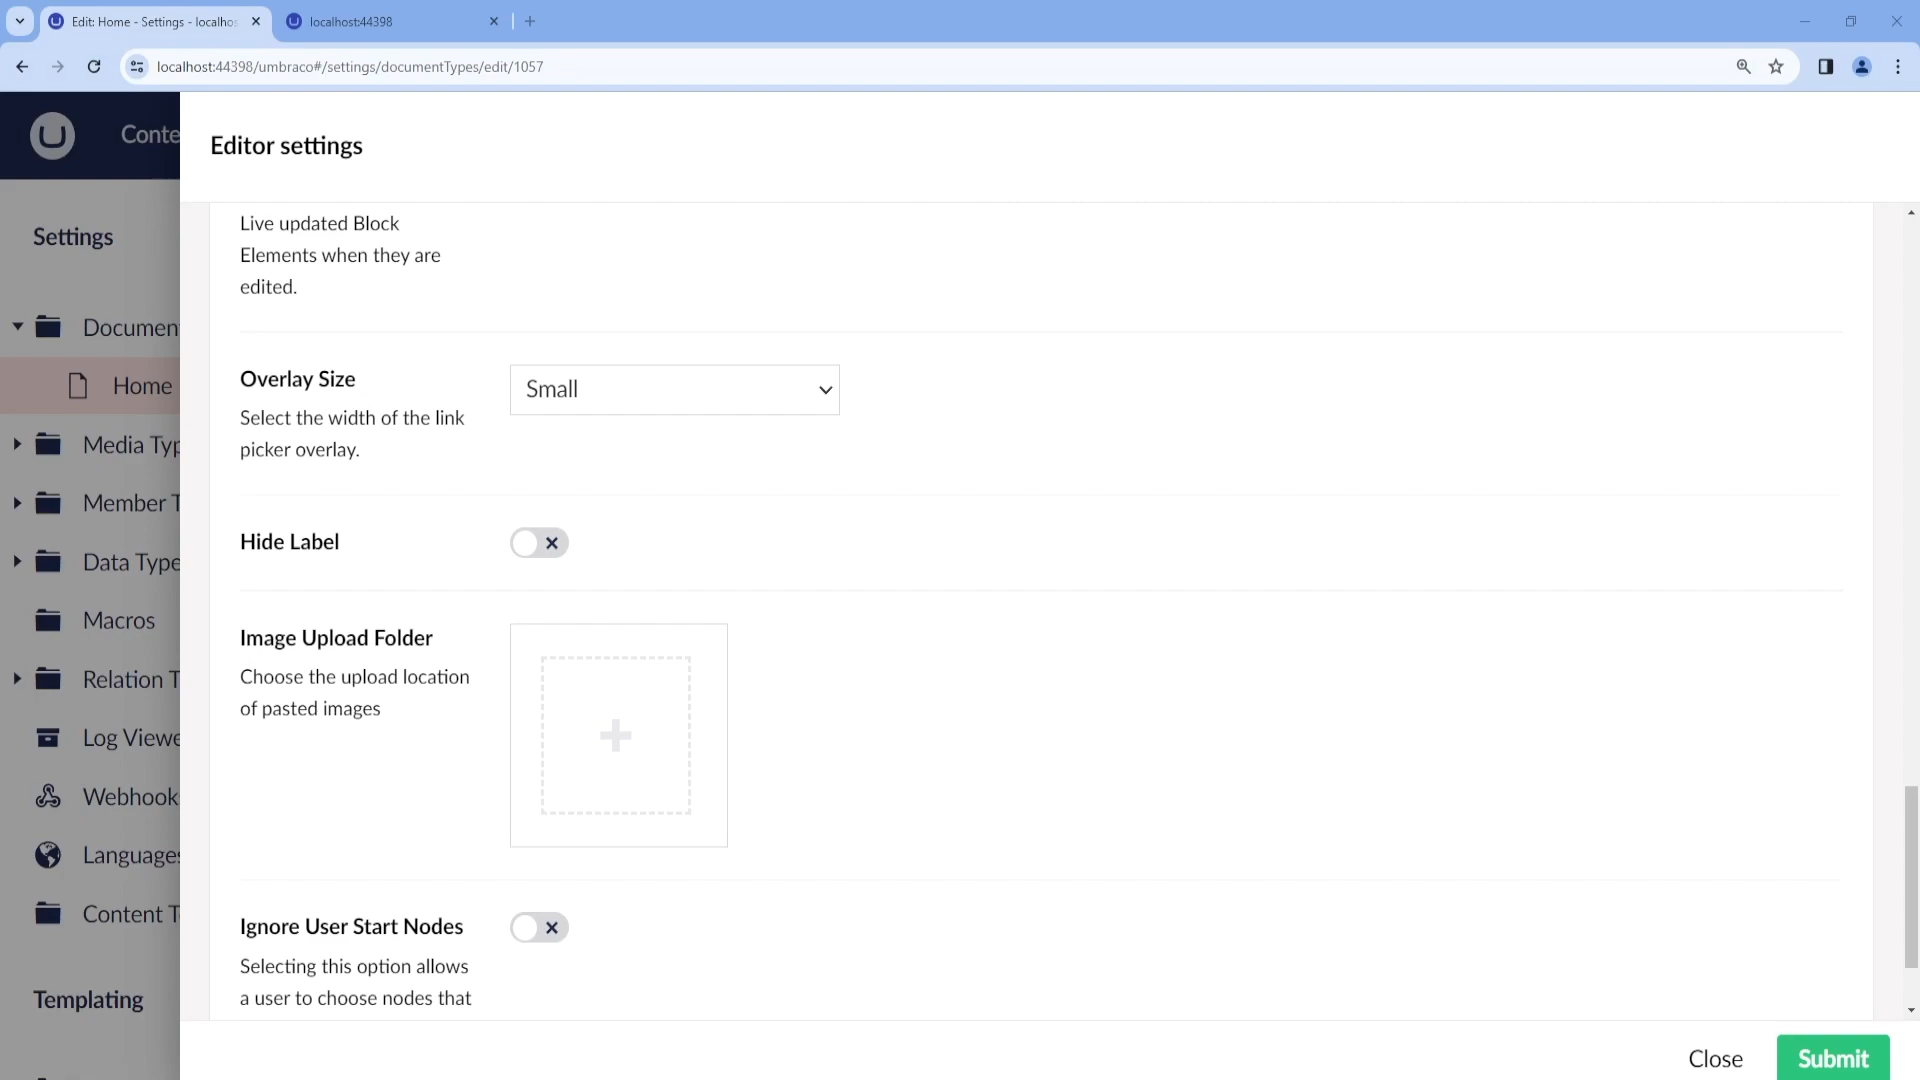 Edit: Home - Settings - localhos
localhost:44398
localhost:44398/umbraco#/settings/documentTypes/edit/1057
Conte
Settings
Documen
Home
Media Typ
Member T
Data Type
Macros
Relation T
Log Viewe
Webhook
Languages
Content T
Templating
Editor settings
Live updated Block
Elements when they are
edited.
Overlay Size
Select the width of the link
picker overlay.
Small
Hide Label
Image Upload Folder
Choose the upload location
of pasted images
Ignore User Start Nodes
Selecting this option allows
a user to choose nodes that
Close
Submit